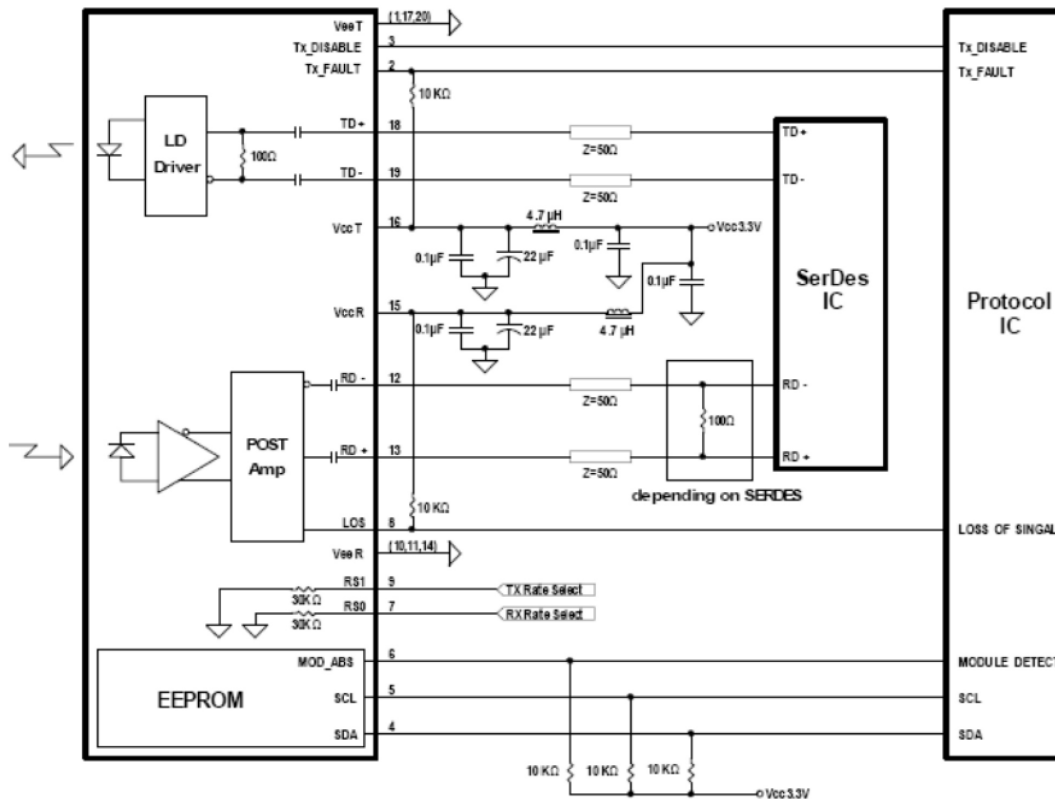 VeeT (1,17,20)
Tx_DISABLE 3 Tx_DISABLE
Tx_FAULT 2 Tx_FAULT
10 KΩ
LD
Driver
100Ω
TD+ 18 Z=50Ω TD+
TD- 19 Z=50Ω TD-
VccT 16 4.7 µH Vcc3.3V
0.1µF 22 µF 0.1µF 0.1µF
SerDes
IC
Protocol
IC
VccR 15
0.1µF 22 µF 4.7 µH
RD - 12 Z=50Ω RD -
100Ω
POST
Amp
RD + 13 Z=50Ω RD +
depending on SERDES
10 KΩ
LOS 8 LOSS OF SINGAL
VeeR (10,11,14)
RS1 9 TX Rate Select
30KΩ
RS0 7 RX Rate Select
30KΩ
MOD_ABS 6 MODULE DETECT
EEPROM
SCL 5 SCL
SDA 4 SDA
10 KΩ 10 KΩ 10 KΩ
Vcc3.3V